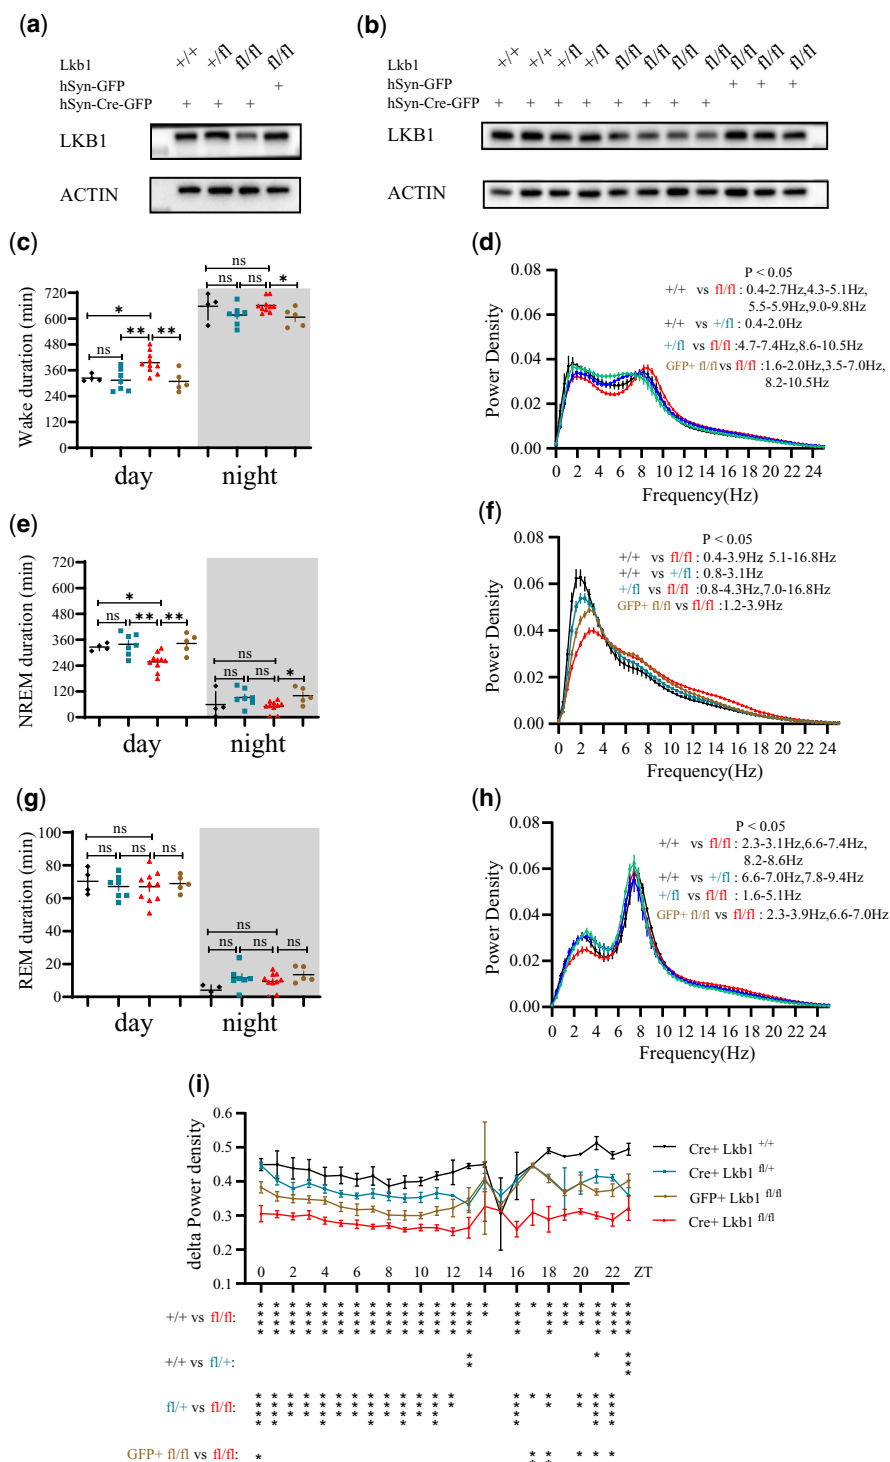 (a)
Lkb1 +/+ +/fl fl/fl fl/fl
hSyn-GFP +
hSyn-Cre-GFP + + +
LKB1
ACTIN
(b)
Lkb1 +/+ +/+ +/fl +/fl fl/fl fl/fl fl/fl fl/fl fl/fl fl/fl fl/fl
hSyn-GFP + + +
hSyn-Cre-GFP + + + + + + + +
LKB1
ACTIN
(c)
Wake duration (min)
720
600
360
240
120
0
ns
* ** **
ns
ns
ns ns *
day night
(d)
Power Density
0.08
0.06
0.04
0.02
0.00
P < 0.05
+/+ vs fl/fl : 0.4-2.7Hz,4.3-5.1Hz,
5.5-5.9Hz,9.0-9.8Hz
+/+ vs +/fl : 0.4-2.0Hz
+/fl vs fl/fl :4.7-7.4Hz,8.6-10.5Hz
GFP+ fl/fl vs fl/fl :1.6-2.0Hz,3.5-7.0Hz,
8.2-10.5Hz
0 2 4 6 8 10 12 14 16 18 20 22 24
Frequency(Hz)
(e)
NREM duration (min)
720
600
480
360
240
120
0
*
ns ** **
ns
ns ns *
day night
(f)
Power Density
0.08
0.06
0.04
0.02
0.0
P < 0.05
+/+ vs fl/fl : 0.4-3.9Hz, 5.1-16.8Hz
+/+ vs +/fl : 0.8-3.1Hz
+/fl vs fl/fl :0.8-4.3Hz,7.0-16.8Hz
GFP+ fl/fl vs fl/fl :1.2-3.9Hz
0 2 4 6 8 10 12 14 16 18 20 22 24
Frequency(Hz)
(g)
REM duration (min)
100
80
60
40
20
0
ns
ns ns ns
ns
ns ns ns
day night
(h)
Power Density
0.08
0.06
0.04
0.02
0.00
P < 0.05
+/+ vs fl/fl : 2.3-3.1Hz,6.6-7.4Hz,
8.2-8.6Hz
+/+ vs +/fl : 6.6-7.0Hz,7.8-9.4Hz
+/fl vs fl/fl : 1.6-5.1Hz
GFP+ fl/fl vs fl/fl : 2.3-3.9Hz,6.6-7.0Hz
0 2 4 6 8 10 12 14 16 18 20 22 24
Frequency(Hz)
(i)
delta Power density
0.6
0.5
0.4
0.3
0.2
0.1
0 2 4 6 8 10 12 14 16 18 20 22 ZT
Cre+ Lkb1 +/+
Cre+ Lkb1 fl/+
GFP+ Lkb1 fl/fl
Cre+ Lkb1 fl/fl
+/+ vs fl/fl:
+/+ vs fl/+:
fl/+ vs fl/fl:
GFP+ fl/fl vs fl/fl: